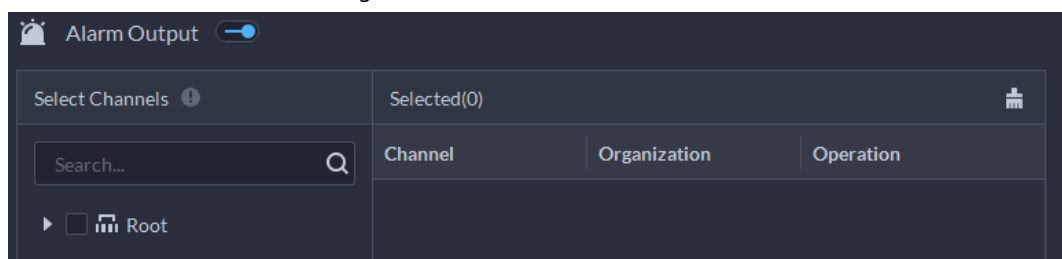 Alarm Output
Select Channels
Selected(0)
Search...
Channel Organization Operation
Root